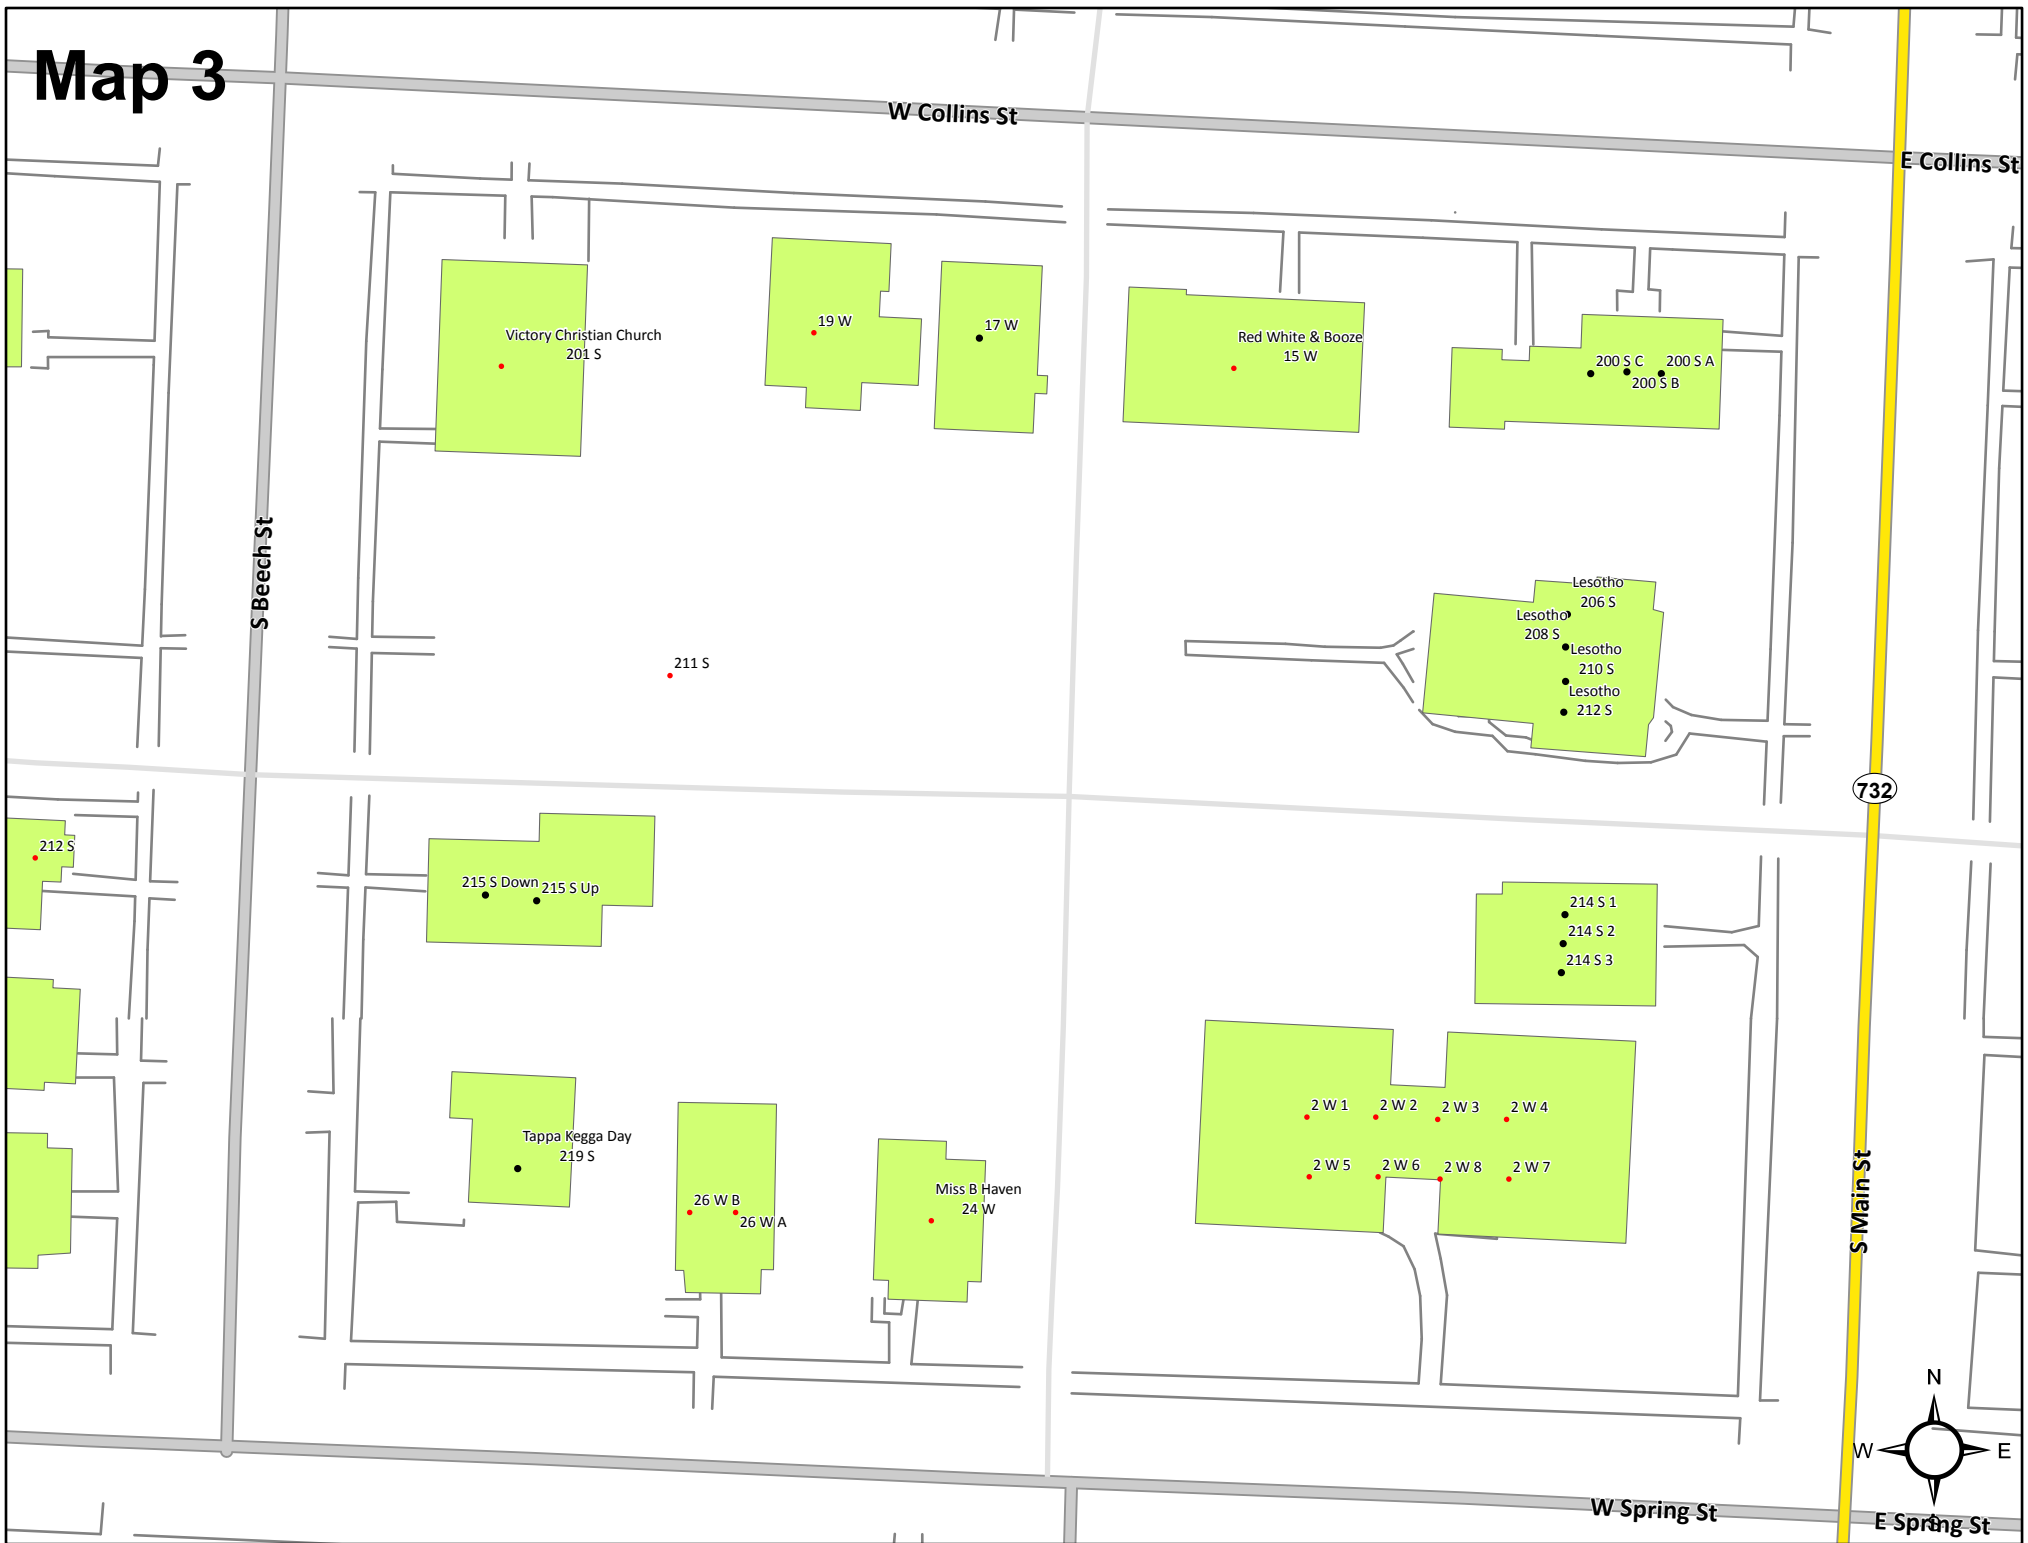 Map 3
W Collins St
E Collins St
Victory Christian Church
201 S
19 W
17 W
Red White & Booze
15 W
200 S C
200 S B
200 S A
S Beech St
211 S
Lesotho
206 S
Lesotho
208 S
Lesotho
210 S
Lesotho
212 S
732
212 S
215 S Down
215 S Up
214 S 1
214 S 2
214 S 3
Tappa Kegga Day
219 S
26 W B
26 W A
Miss B Haven
24 W
2 W 1
2 W 2
2 W 3
2 W 4
2 W 5
2 W 6
2 W 8
2 W 7
S Main St
N
W
E
S
W Spring St
E Spring St